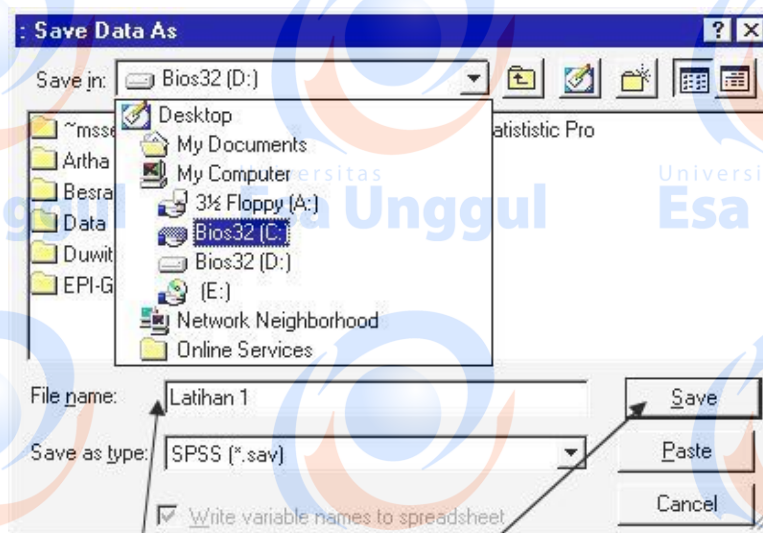 : Save Data As
Save in: Bios32 (D:)
Desktop
My Documents
My Computer
3½ Floppy (A:)
Bios32 (C:)
Bios32 (D:)
(E:)
Network Neighborhood
Online Services
~msse
Artha
Besra
Data
Duwit
EPI-G
atististic Pro
Universitas
Esa Unggul
Universi
Esa
ggul
File name: Latihan 1
Save
Save as type: SPSS (*.sav)
Paste
Write variable names to spreadsheet
Cancel